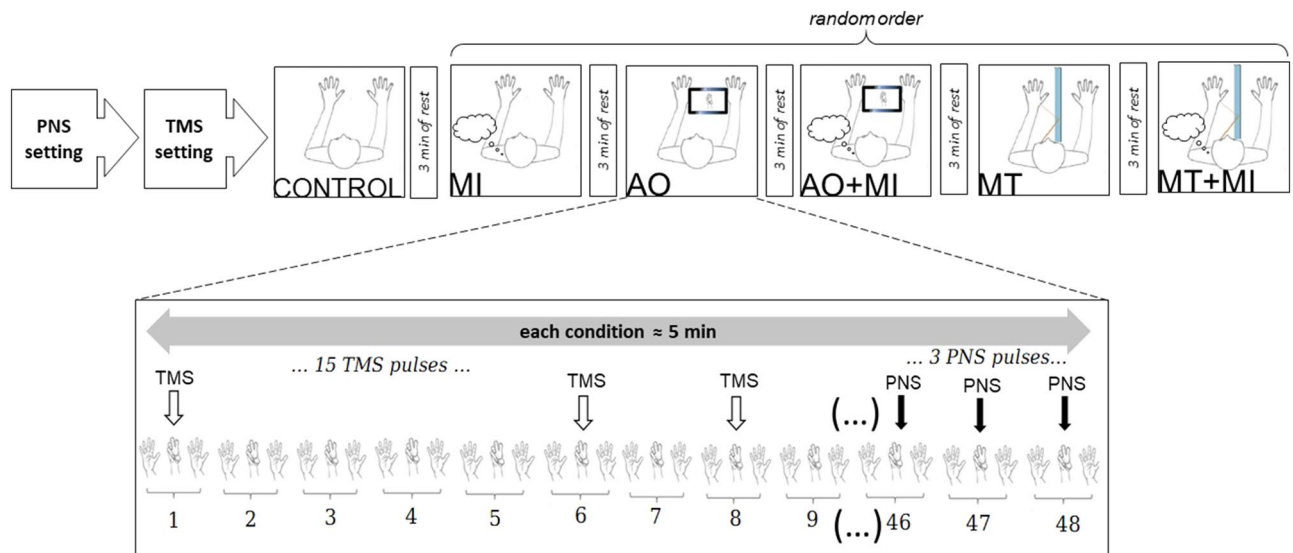 random order
PNS
setting
TMS
setting
CONTROL
3 min of rest
MI
3 min of rest
AO
3 min of rest
AO+MI
3 min of rest
MT
3 min of rest
MT+MI
each condition ≈ 5 min
... 15 TMS pulses ...
... 3 PNS pulses...
TMS
TMS
TMS
(...)
PNS
PNS
PNS
1 2 3 4 5 6 7 8 9 (...) 46 47 48